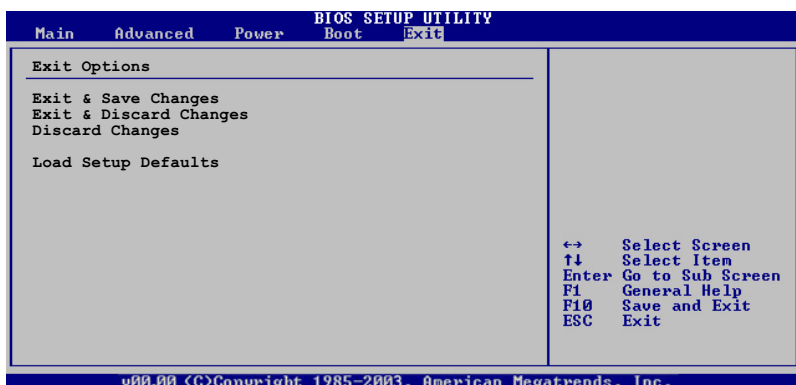 BIOS SETUP UTILITY
Main Advanced Power Boot Exit
Exit Options
Exit & Save Changes
Exit & Discard Changes
Discard Changes
Load Setup Defaults
←→ Select Screen
↑↓ Select Item
Enter Go to Sub Screen
F1 General Help
F10 Save and Exit
ESC Exit
v00.00 (C)Copyright 1985-2003, American Megatrends, Inc.